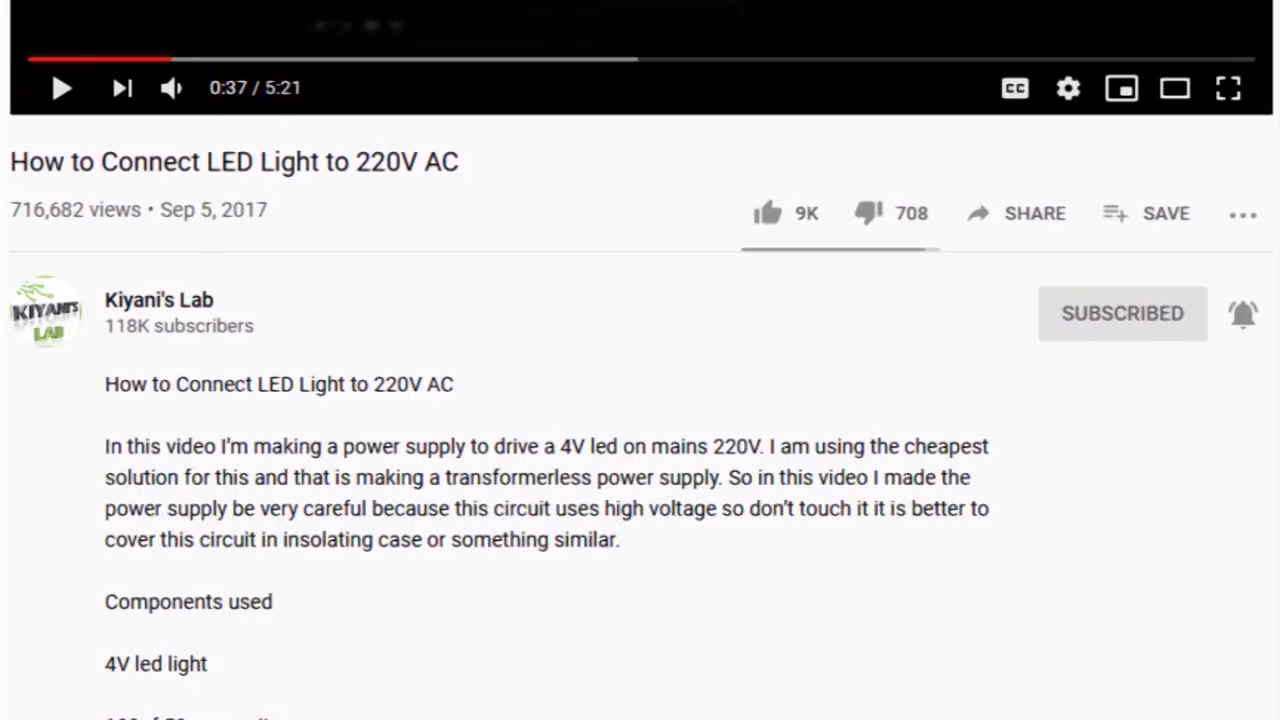 0:37 / 5:21
CC
How to Connect LED Light to 220V AC
716,682 views • Sep 5, 2017
9K
708
SHARE
SAVE
KIYANI'S
LAB
Kiyani's Lab
118K subscribers
SUBSCRIBED
How to Connect LED Light to 220V AC
In this video I'm making a power supply to drive a 4V led on mains 220V. I am using the cheapest
solution for this and that is making a transformerless power supply. So in this video I made the
power supply be very careful because this circuit uses high voltage so don't touch it it is better to
cover this circuit in insolating case or something similar.
Components used
4V led light